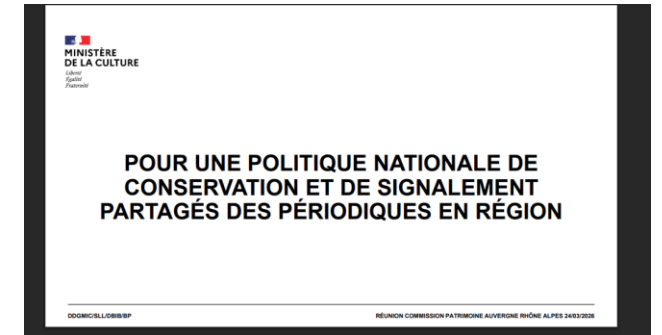 MINISTÈRE
DE LA CULTURE
Liberté
Égalité
Fraternité
POUR UNE POLITIQUE NATIONALE DE
CONSERVATION ET DE SIGNALEMENT
PARTAGÉS DES PÉRIODIQUES EN RÉGION
DDGMIC/SLL/DBIB/BP
RÉUNION COMMISSION PATRIMOINE AUVERGNE RHÔNE ALPES 24/03/2026